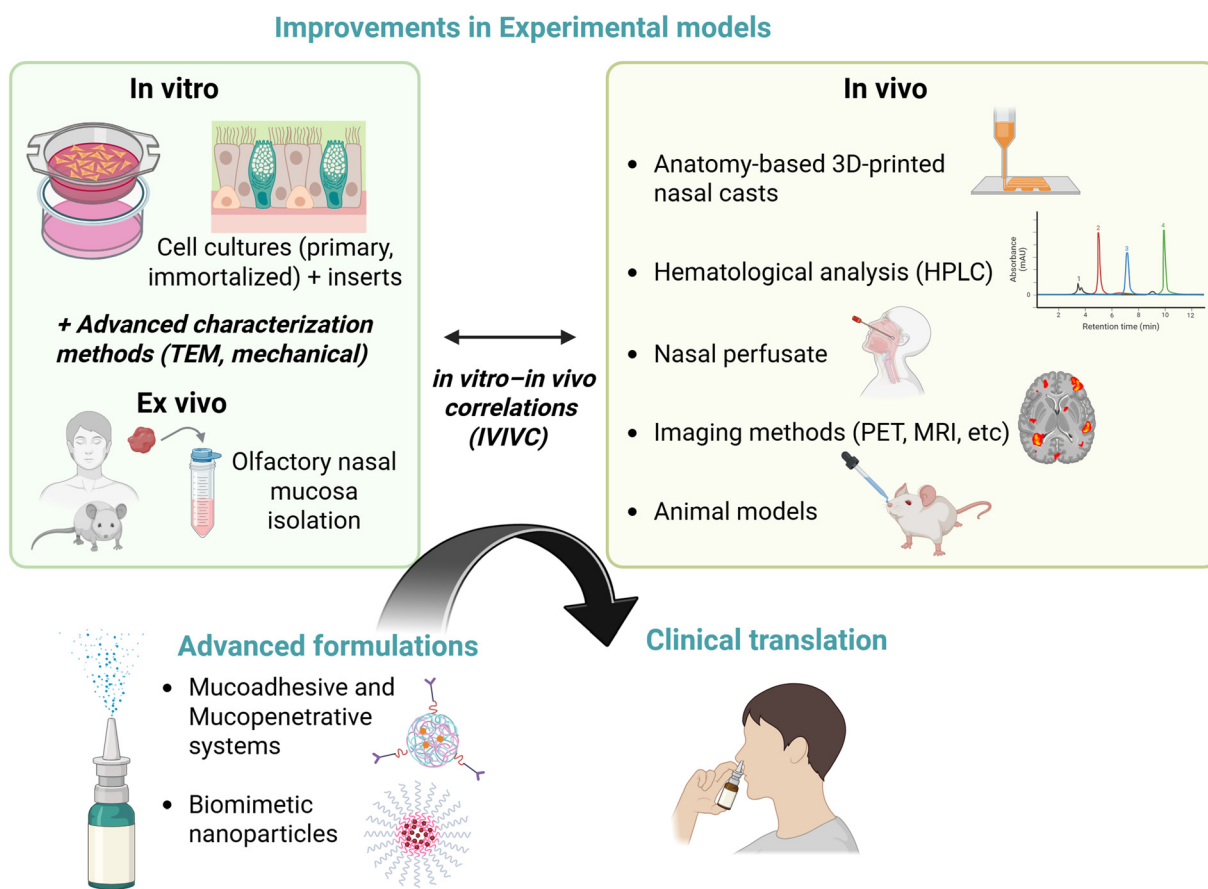 Improvements in Experimental models
In vitro
Cell cultures (primary,
immortalized) + inserts
+ Advanced characterization
methods (TEM, mechanical)
Ex vivo
Olfactory nasal
mucosa
isolation
in vitro–in vivo
correlations
(IVIVC)
In vivo
• Anatomy-based 3D-printed
nasal casts
• Hematological analysis (HPLC)
Absorbance
(mAU)
0
1
2
3
4
2 4 6 8 10 12
Retention time (min)
• Nasal perfusate
• Imaging methods (PET, MRI, etc)
• Animal models
Advanced formulations
• Mucoadhesive and
Mucopenetrative
systems
• Biomimetic
nanoparticles
Clinical translation